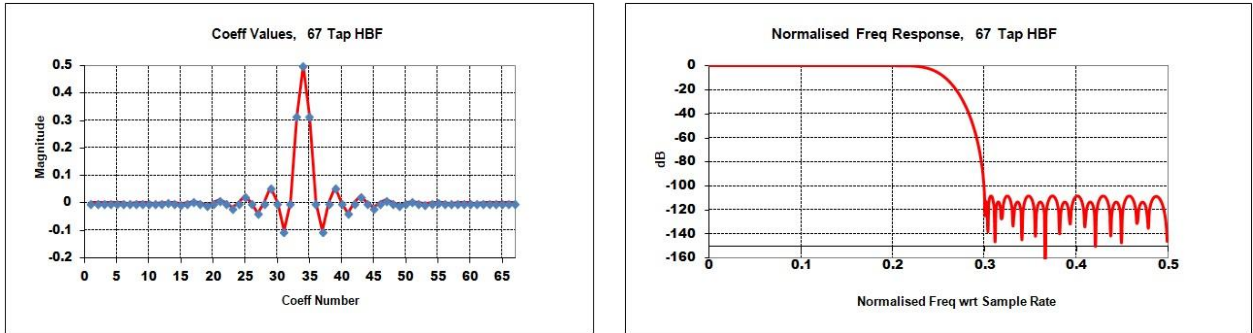 Coeff Values, 67 Tap HBF
0.5
0.4
0.3
0.2
0.1
0
-0.1
-0.2
Magnitude
0 5 10 15 20 25 30 35 40 45 50 55 60 65
Coeff Number
Normalised Freq Response, 67 Tap HBF
0
-20
-40
-60
-80
-100
-120
-140
-160
dB
0 0.1 0.2 0.3 0.4 0.5
Normalised Freq wrt Sample Rate